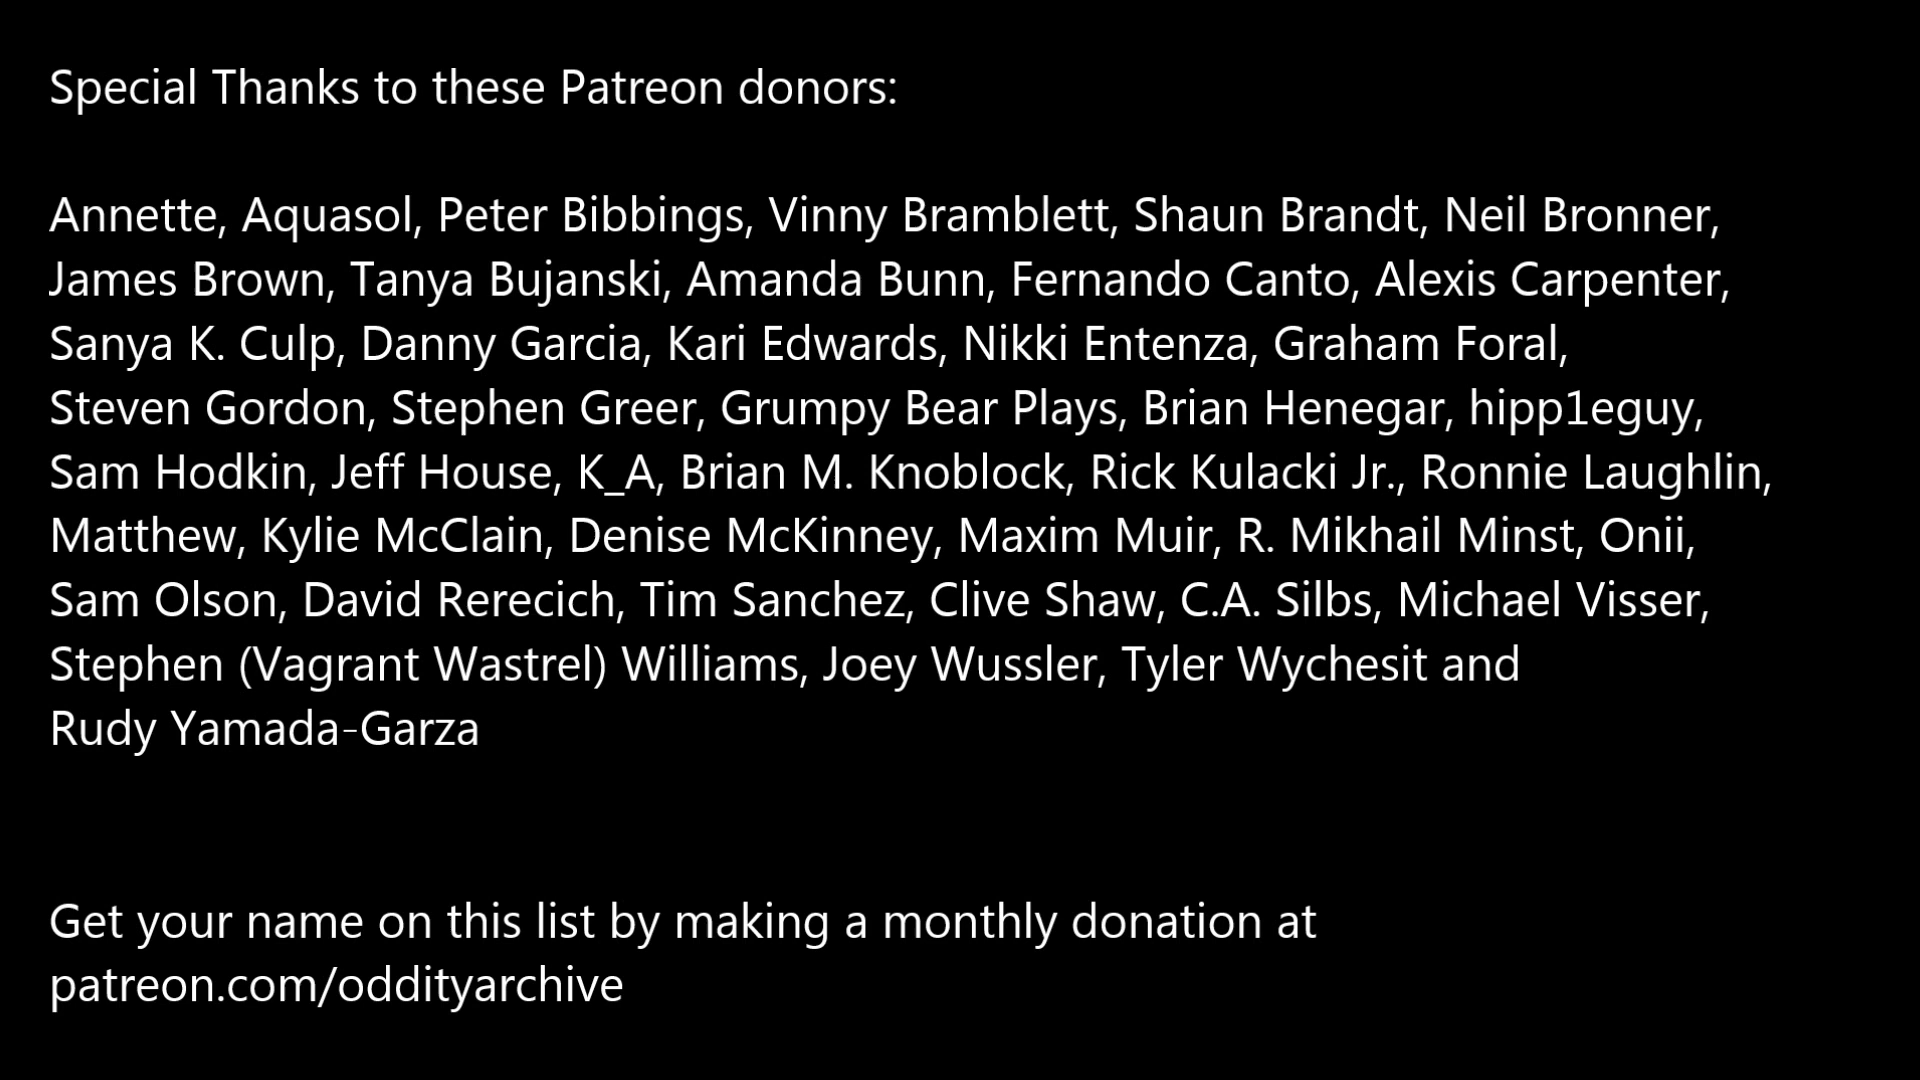 Special Thanks to these Patreon donors:
Annette, Aquasol, Peter Bibbings, Vinny Bramblett, Shaun Brandt, Neil Bronner,
James Brown, Tanya Bujanski, Amanda Bunn, Fernando Canto, Alexis Carpenter,
Sanya K. Culp, Danny Garcia, Kari Edwards, Nikki Entenza, Graham Foral,
Steven Gordon, Stephen Greer, Grumpy Bear Plays, Brian Henegar, hipp1eguy,
Sam Hodkin, Jeff House, K_A, Brian M. Knoblock, Rick Kulacki Jr., Ronnie Laughlin,
Matthew, Kylie McClain, Denise McKinney, Maxim Muir, R. Mikhail Minst, Onii,
Sam Olson, David Rerecich, Tim Sanchez, Clive Shaw, C.A. Silbs, Michael Visser,
Stephen (Vagrant Wastrel) Williams, Joey Wussler, Tyler Wychesit and
Rudy Yamada-Garza
Get your name on this list by making a monthly donation at
patreon.com/oddityarchive